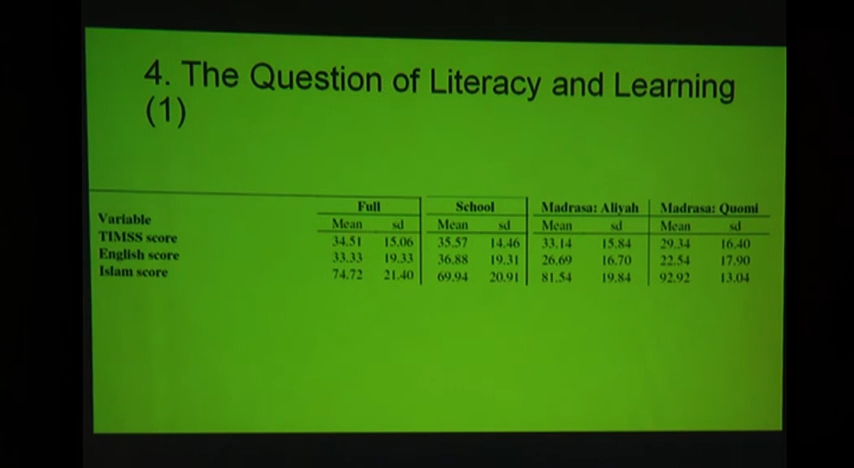 4. The Question of Literacy and Learning
(1)
Full School Madrasa: Aliyah Madrasa: Quomi
Variable Mean sd Mean sd Mean sd Mean sd
TIMSS score 34.51 15.06 35.57 14.46 33.14 15.84 29.34 16.40
English score 33.33 19.33 36.88 19.31 26.69 16.70 22.54 17.90
Islam score 74.72 21.40 69.94 20.91 81.54 19.84 92.92 13.04